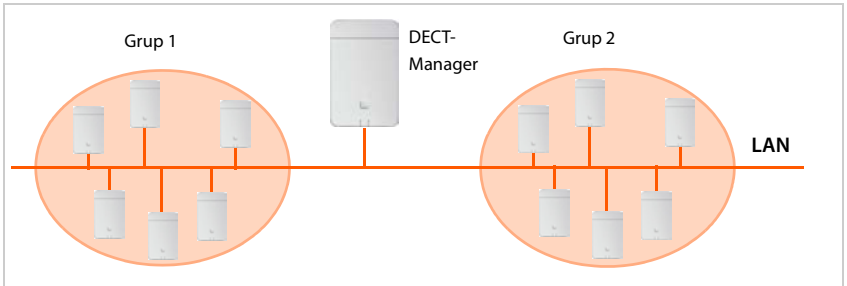 Grup 1
DECT-
Manager
Grup 2
LAN